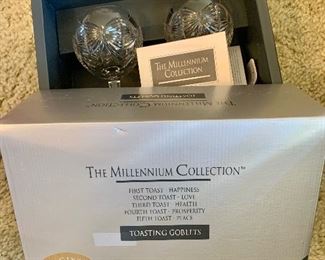 THE MILLENNIUM
COLLECTION
THE MILLENNIUM COLLECTION™
FIRST TOAST · HAPPINESS
SECOND TOAST · LOVE
THIRD TOAST · HEALTH
FOURTH TOAST · PROSPERITY
FIFTH TOAST · PEACE
TOASTING GOBLETS